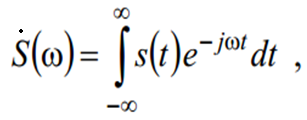 Ṡ(ω) = ∫_{-∞}^{∞} s(t)e^{-jωt} dt ,